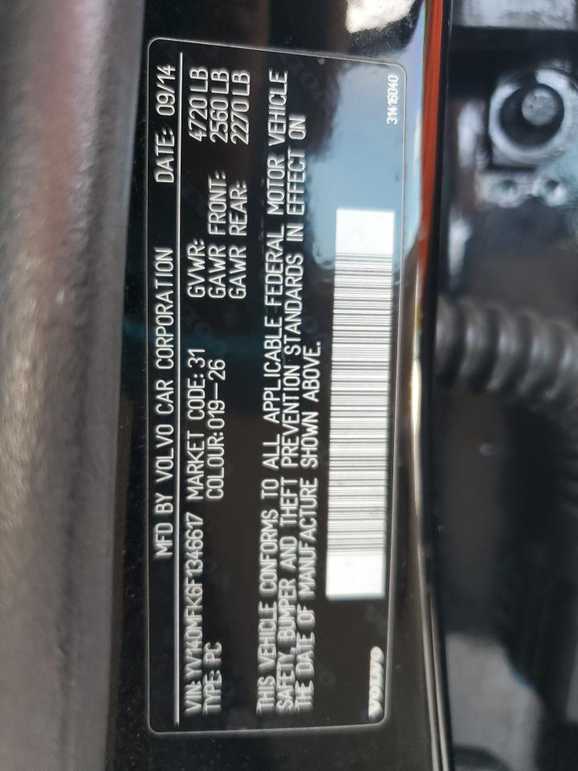 MFD BY VOLVO CAR CORPORATION DATE: 09/14
VIN: YV140MFK6F1346617 MARKET CODE: 31 GVWR: 4720 LB
TYPE: PC COLOUR: 019-26 GAWR FRONT: 2560 LB
GAWR REAR: 2270 LB
THIS VEHICLE CONFORMS TO ALL APPLICABLE FEDERAL MOTOR VEHICLE
SAFETY, BUMPER AND THEFT PREVENTION STANDARDS IN EFFECT ON
THE DATE OF MANUFACTURE SHOWN ABOVE.
VOLVO 31416040